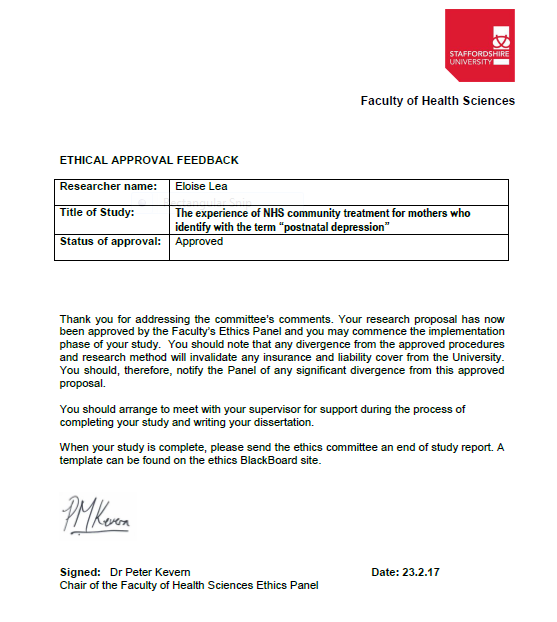 STAFFORDSHIRE
UNIVERSITY
Faculty of Health Sciences
ETHICAL APPROVAL FEEDBACK
Researcher name: Eloise Lea
Rectangular Snip
Title of Study: The experience of NHS community treatment for mothers who
identify with the term “postnatal depression”
Status of approval: Approved
Thank you for addressing the committee’s comments. Your research proposal has now
been approved by the Faculty’s Ethics Panel and you may commence the implementation
phase of your study. You should note that any divergence from the approved procedures
and research method will invalidate any insurance and liability cover from the University.
You should, therefore, notify the Panel of any significant divergence from this approved
proposal.
You should arrange to meet with your supervisor for support during the process of
completing your study and writing your dissertation.
When your study is complete, please send the ethics committee an end of study report. A
template can be found on the ethics BlackBoard site.
PMKevern
Signed: Dr Peter Kevern Date: 23.2.17
Chair of the Faculty of Health Sciences Ethics Panel